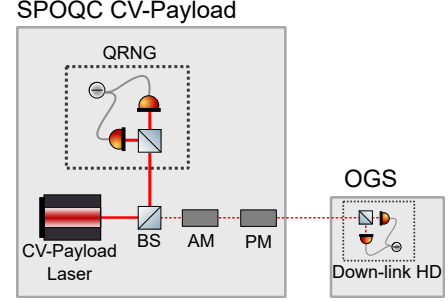 SPOQC CV-Payload
QRNG
OGS
BS
AM
PM
CV-Payload
Laser
Down-link HD